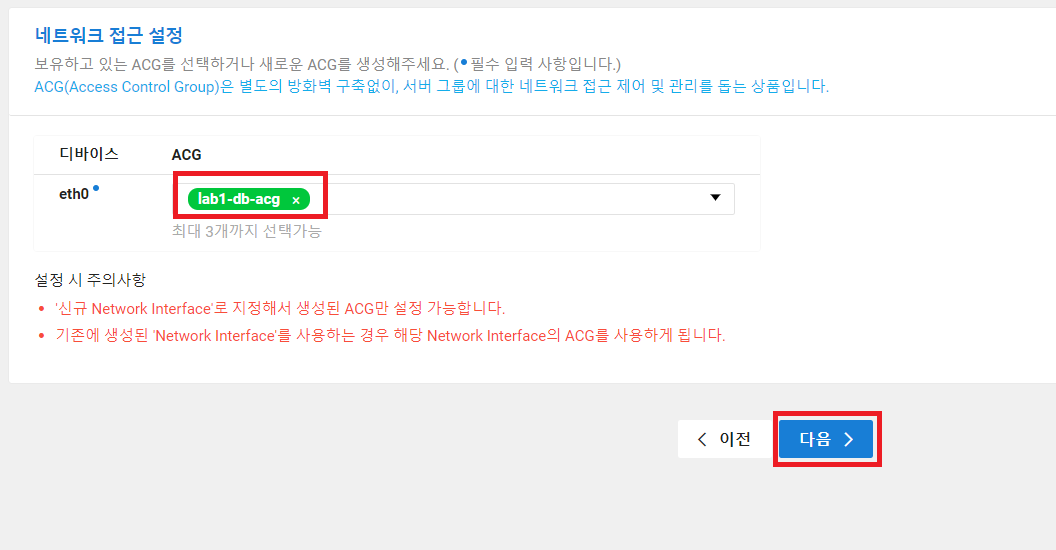 네트워크 접근 설정
보유하고 있는 ACG를 선택하거나 새로운 ACG를 생성해주세요. (• 필수 입력 사항입니다.)
ACG(Access Control Group)은 별도의 방화벽 구축없이, 서버 그룹에 대한 네트워크 접근 제어 및 관리를 돕는 상품입니다.
디바이스 ACG
eth0 • lab1-db-acg ×
최대 3개까지 선택가능
설정 시 주의사항
• '신규 Network Interface'로 지정해서 생성된 ACG만 설정 가능합니다.
• 기존에 생성된 'Network Interface'를 사용하는 경우 해당 Network Interface의 ACG를 사용하게 됩니다.
이전 다음